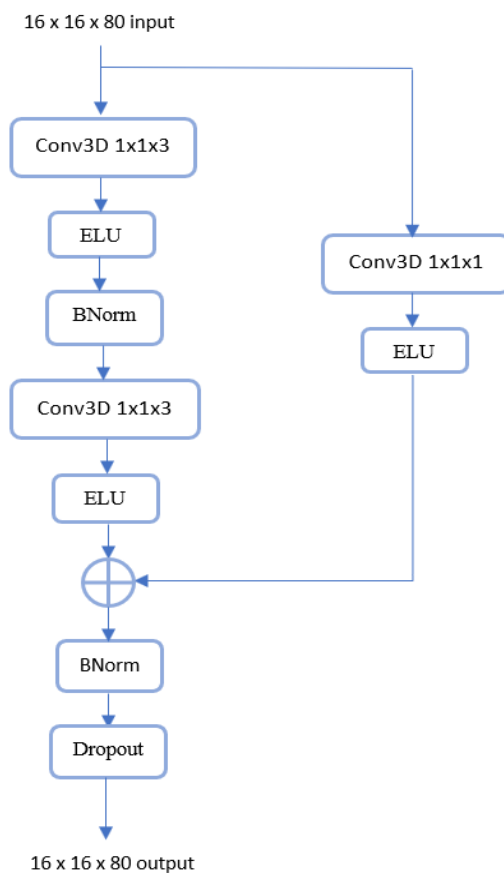 16 x 16 x 80 input
Conv3D 1x1x3
ELU
BNorm
Conv3D 1x1x3
ELU
Conv3D 1x1x1
ELU
BNorm
Dropout
16 x 16 x 80 output